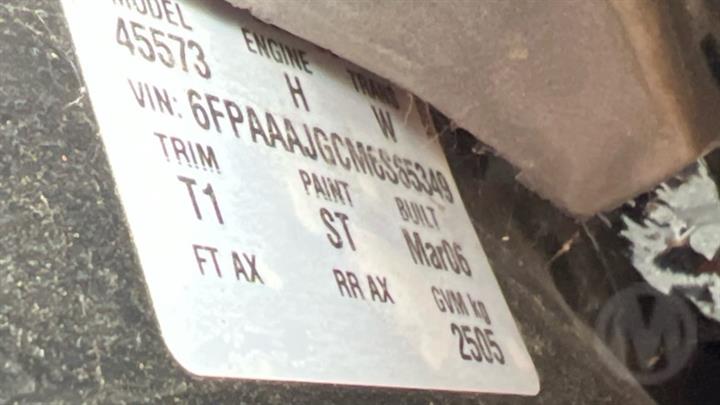 MODEL ENGINE TRANS
45573 H W
VIN: 6FPAAAJGCM6S65349
TRIM PAINT BUILT
T1 ST Mar06
FT AX RR AX GVM kg
2505
M